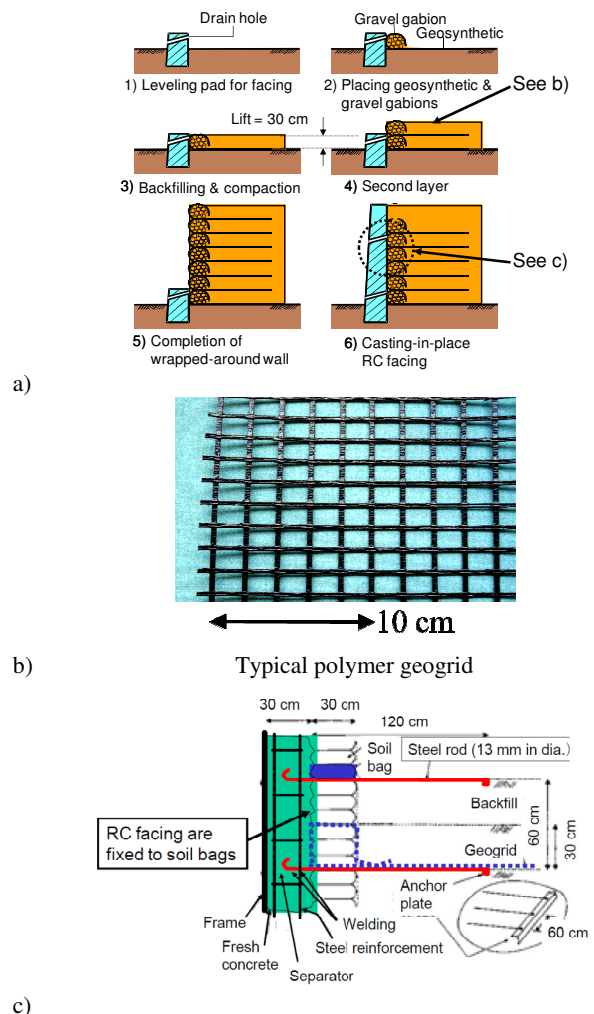 Drain hole
Gravel gabion
Geosynthetic
1) Leveling pad for facing
2) Placing geosynthetic &
gravel gabions
See b)
Lift = 30 cm
3) Backfilling & compaction
4) Second layer
See c)
5) Completion of
wrapped-around wall
6) Casting-in-place
RC facing
a)
10 cm
b)
Typical polymer geogrid
30 cm
30 cm
120 cm
Soil
bag
Steel rod (13 mm in dia.)
Backfill
60 cm
30 cm
RC facing are
fixed to soil bags
Geogrid
Anchor
plate
60 cm
Frame
Welding
Fresh
concrete
Steel reinforcement
Separator
c)